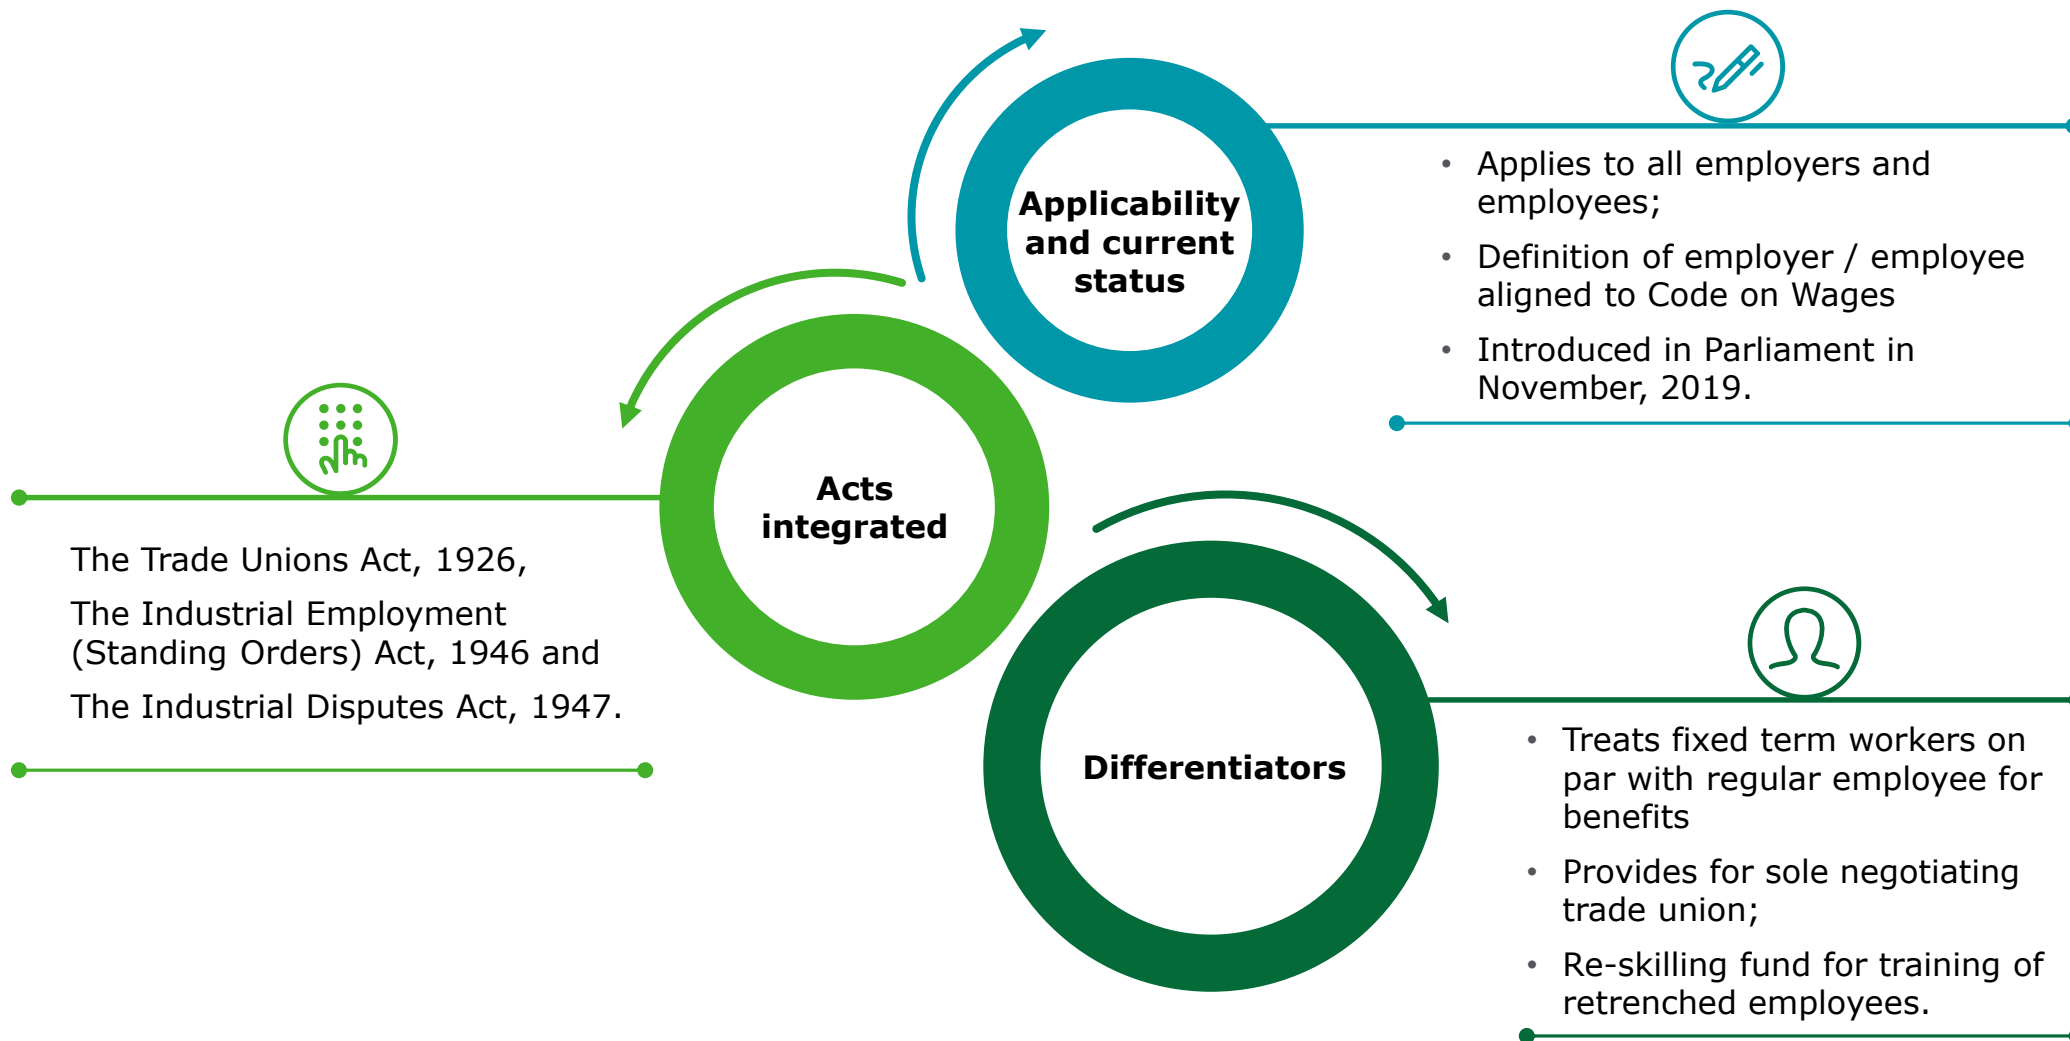 Applicability
and current
status
• Applies to all employers and
employees;
• Definition of employer / employee
aligned to Code on Wages
• Introduced in Parliament in
November, 2019.
Acts
integrated
The Trade Unions Act, 1926,
The Industrial Employment
(Standing Orders) Act, 1946 and
The Industrial Disputes Act, 1947.
Differentiators
• Treats fixed term workers on
par with regular employee for
benefits
• Provides for sole negotiating
trade union;
• Re-skilling fund for training of
retrenched employees.